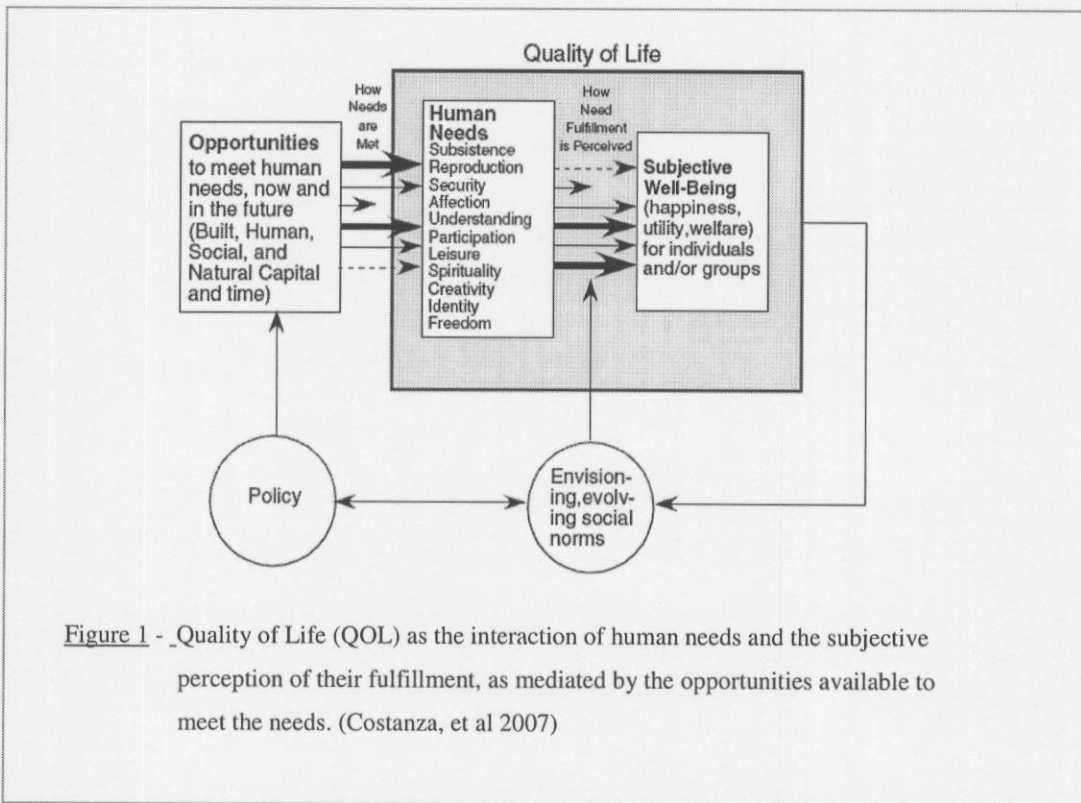 Quality of Life
How
Needs
are
Met
Opportunities
to meet human
needs, now and
in the future
(Built, Human,
Social, and
Natural Capital
and time)
Human
Needs
Subsistence
Reproduction
Security
Affection
Understanding
Participation
Leisure
Spirituality
Creativity
Identity
Freedom
How
Need
Fulfillment
is Perceived
Subjective
Well-Being
(happiness,
utility,welfare)
for individuals
and/or groups
Policy
Envision-
ing,evolv-
ing social
norms
Figure 1 - Quality of Life (QOL) as the interaction of human needs and the subjective
perception of their fulfillment, as mediated by the opportunities available to
meet the needs. (Costanza, et al 2007)